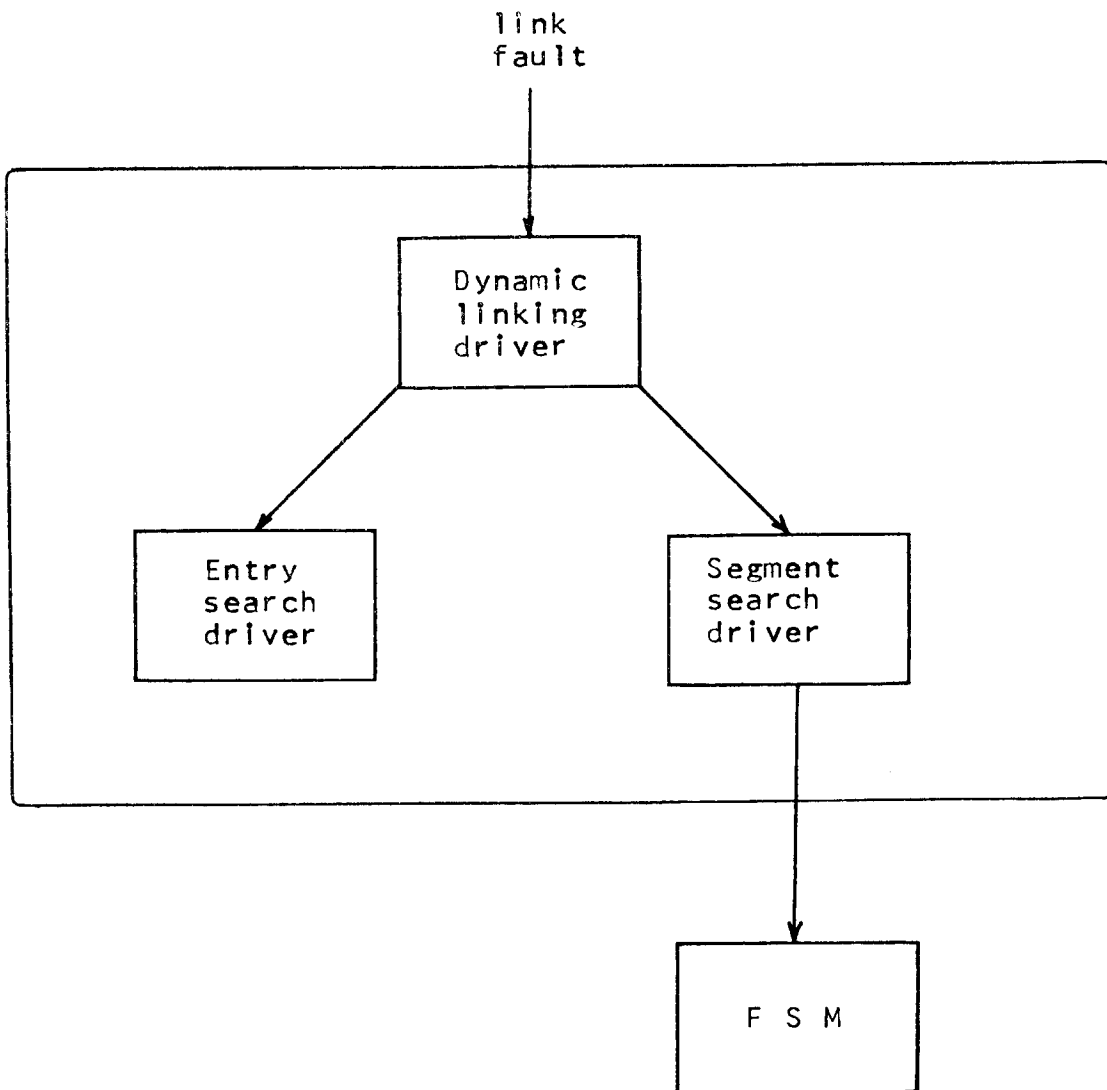 link
fault
Dynamic
linking
driver
Entry
search
driver
Segment
search
driver
F S M